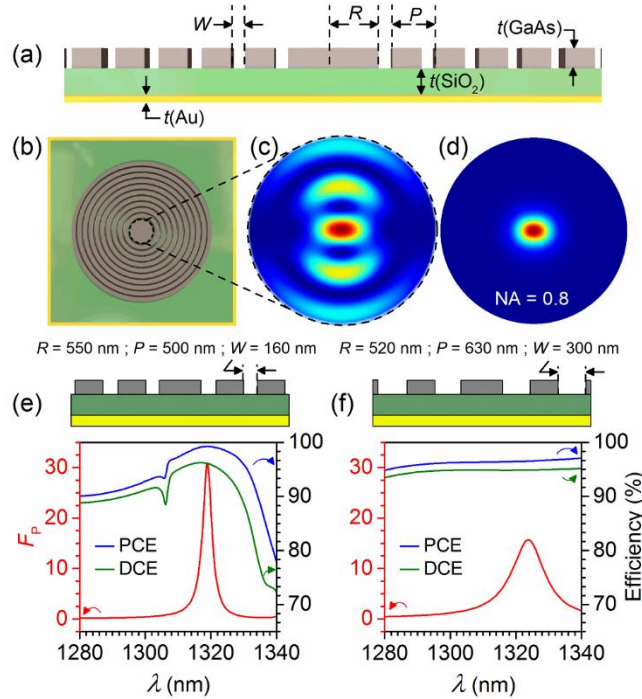 (a)
W
R
P
t(GaAs)
t(SiO₂)
t(Au)
(b)
(c)
(d)
NA = 0.8
R = 550 nm ; P = 500 nm ; W = 160 nm
R = 520 nm ; P = 630 nm ; W = 300 nm
(e)
(f)
FP
30
20
10
0
PCE
DCE
100
90
80
70
1280
1300
1320
1340
λ (nm)
30
20
10
0
PCE
DCE
100
90
80
70
Efficiency (%)
1280
1300
1320
1340
λ (nm)